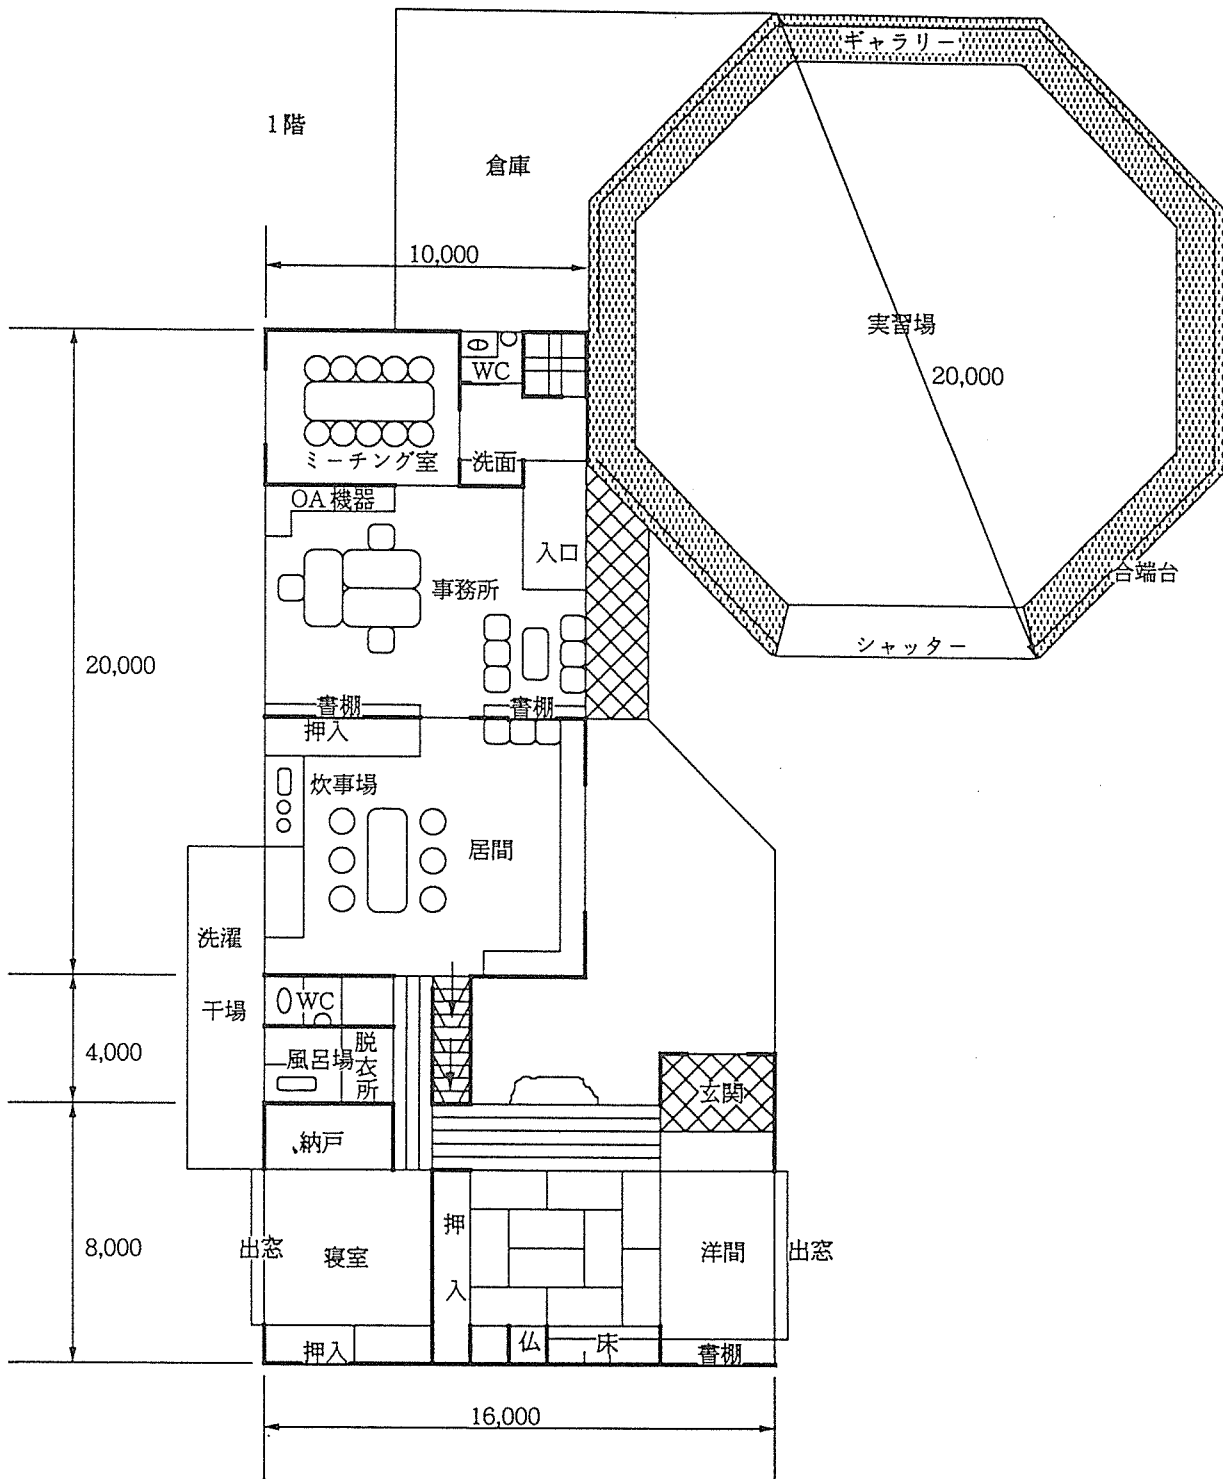 ギャラリー
1階
倉庫
10,000
実習場
20,000
WC
ミーチング室
洗面
OA機器
入口
合端台
事務所
シャッター
20,000
書棚
書棚
押入
炊事場
居間
洗濯
干場
WC
4,000
風呂場
脱衣所
玄関
納戸
押入
8,000
出窓
寝室
洋間
出窓
仏
床
押入
書棚
16,000